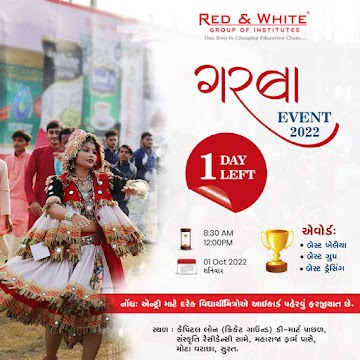 RED & WHITE®
GROUP OF INSTITUTES
One Step In Changing Education Chain...
ગરબા
EVENT
2022
1 DAY
LEFT
8:30 AM
12:00PM
01 Oct 2022
શનિવાર
એવોર્ડ:
• બેસ્ટ ખેલૈયા
• બેસ્ટ ગ્રુપ
• બેસ્ટ ડ્રેસિંગ
નોંધ: એન્ટ્રી માટે દરેક વિદ્યાર્થીમિત્રોએ આઈકાર્ડ પહેરવું ફરજીયાત છે.
સ્થળ : કેપિટલ લોન (ક્રિકેટ ગ્રાઉન્ડ) ડી-માર્ટ પાછળ,
સંસ્કૃતિ રેસીડેન્સી સામે, મહારાજા ફાર્મ પાસે,
મોટા વરાછા, સુરત.